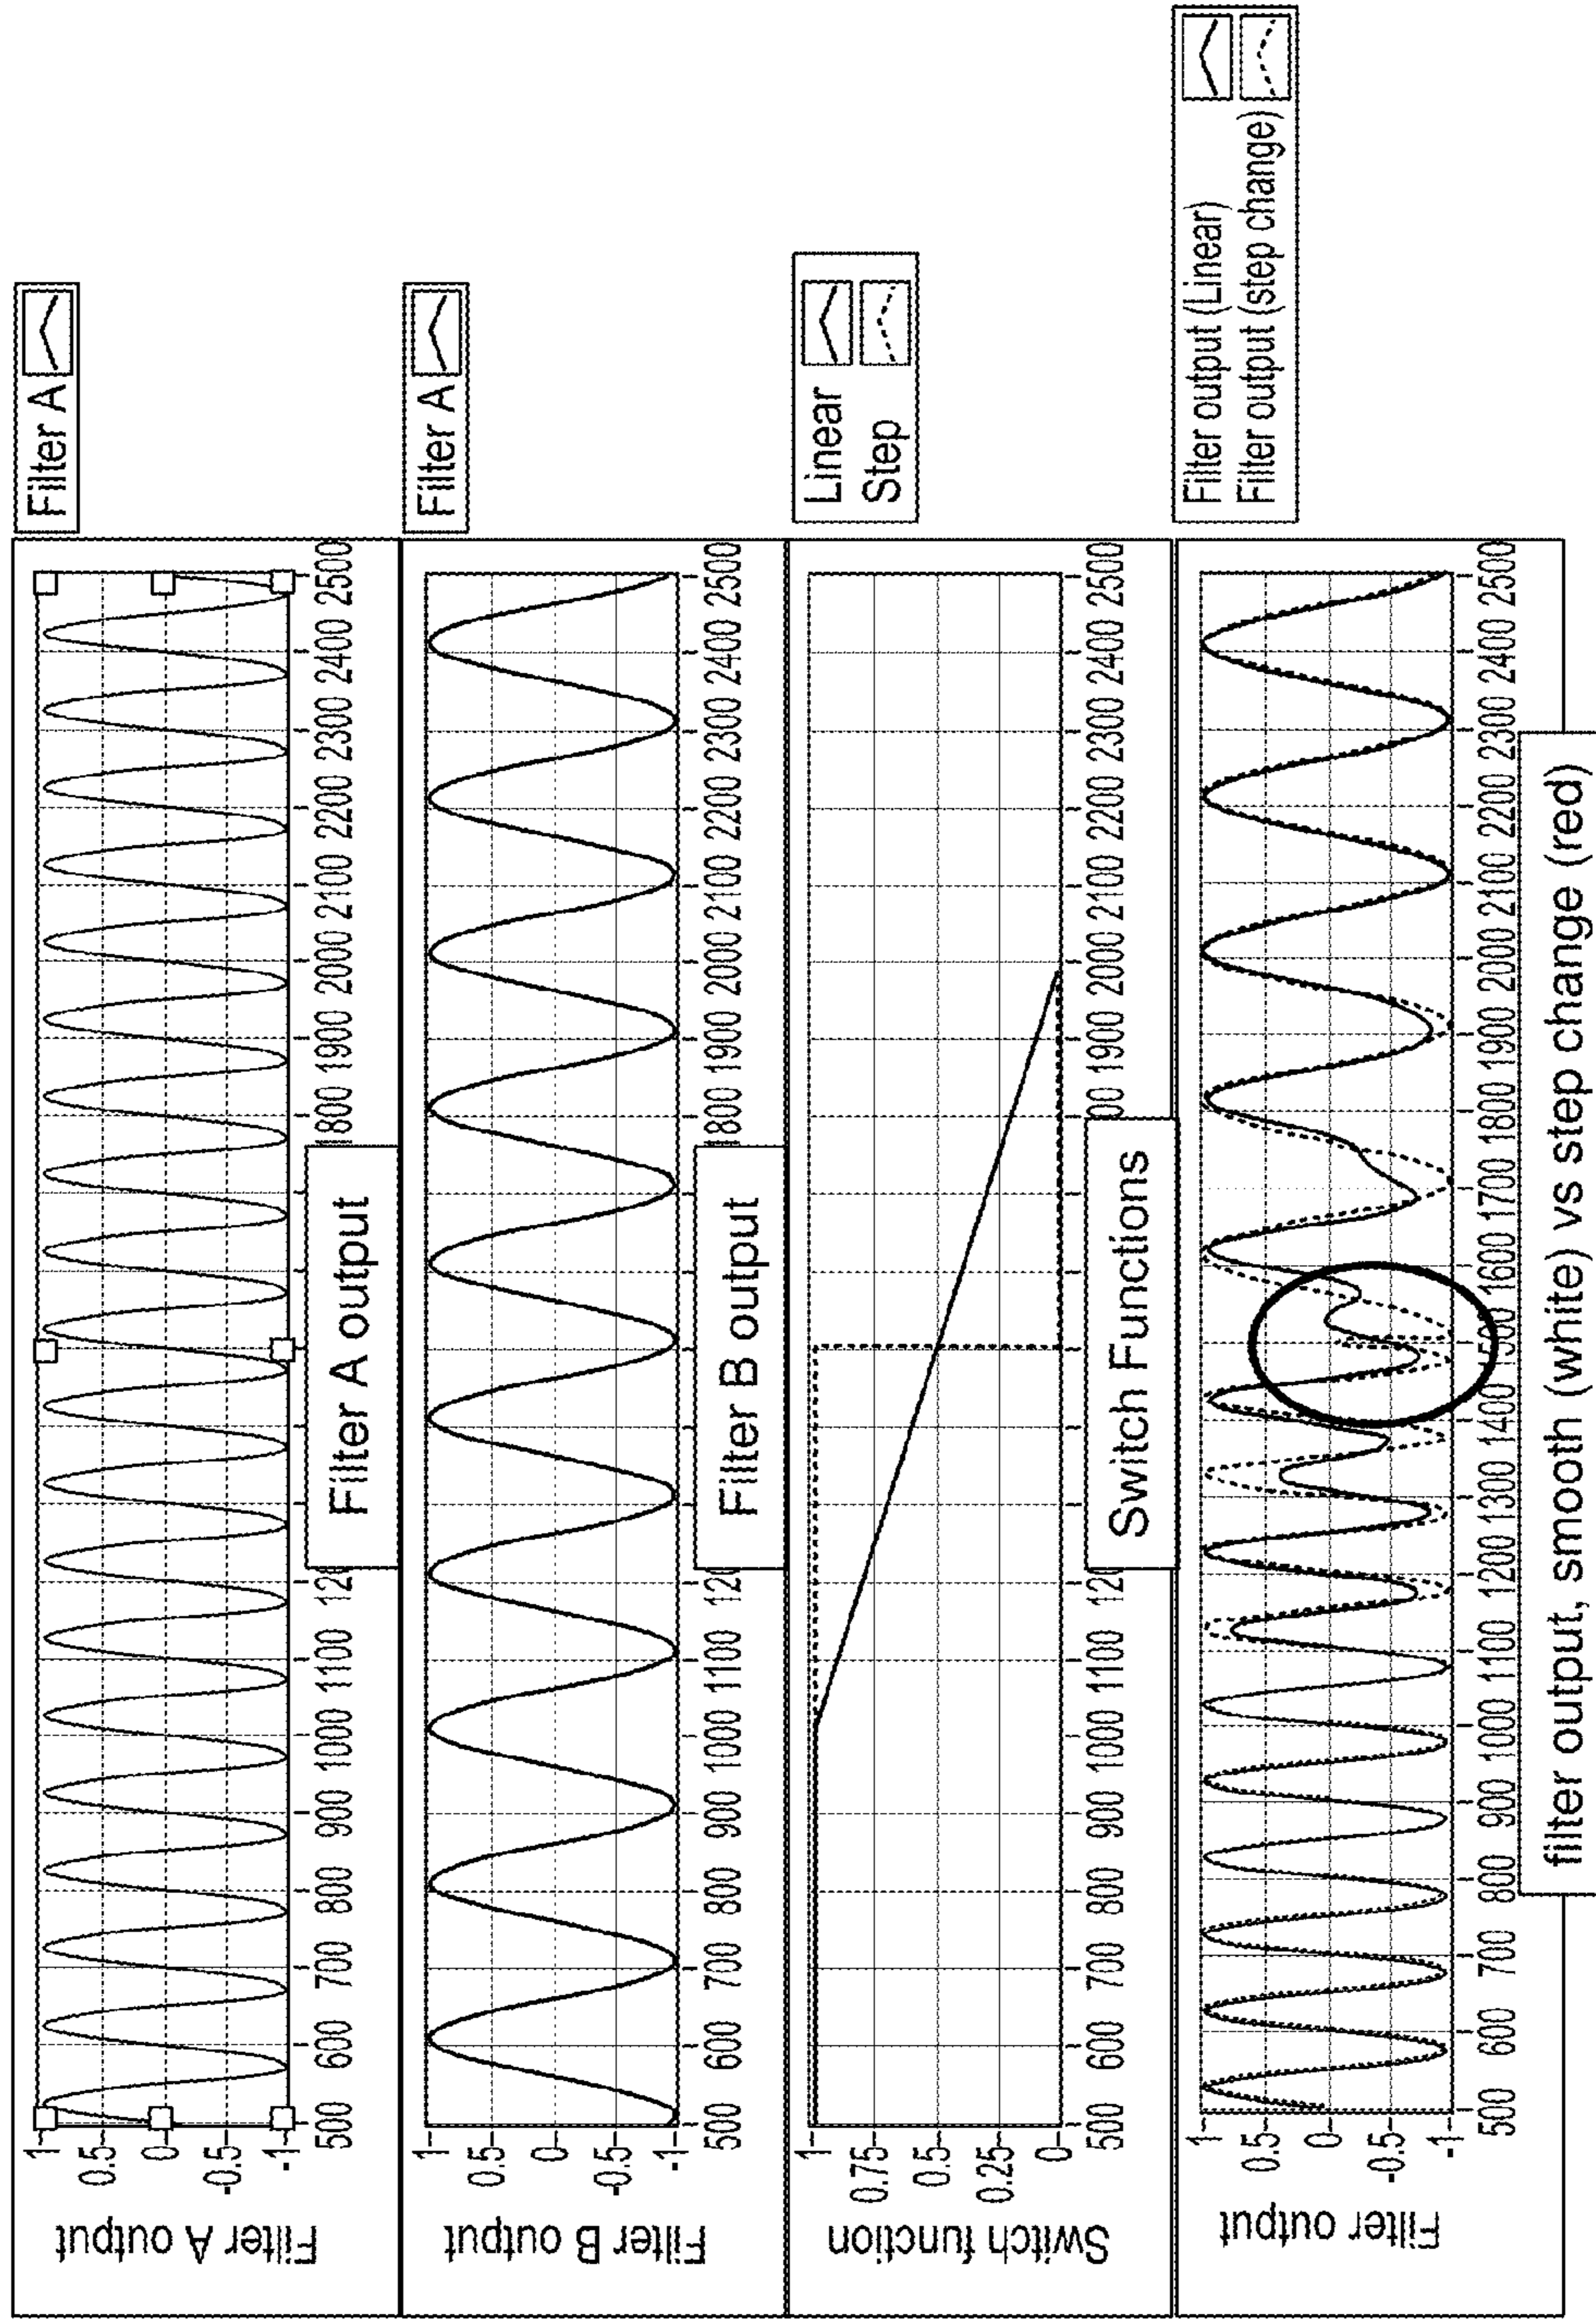 Filter A output
1
0.5
0
-0.5
-1
500 600 700 800 900 1000 1100 12 1800 1900 2000 2100 2200 2300 2400 2500
Filter A
Filter A output
Filter B output
1
0.5
0
-0.5
-1
500 600 700 800 900 1000 1100 120 1800 1900 2000 2100 2200 2300 2400 2500
Filter A
Filter B output
Switch function
1
0.75
0.5
0.25
0
500 600 700 800 900 1000 1100 120 00 1900 2000 2100 2200 2300 2400 2500
Linear
Step
Switch Functions
Filter output
1
0.5
0
-0.5
-1
500 600 700 800 900 1000 1100 1200 1300 1400 1500 1600 1700 1800 1900 2000 2100 2200 2300 2400 2500
Filter output (Linear)
Filter output (step change)
filter output, smooth (white) vs step change (red)